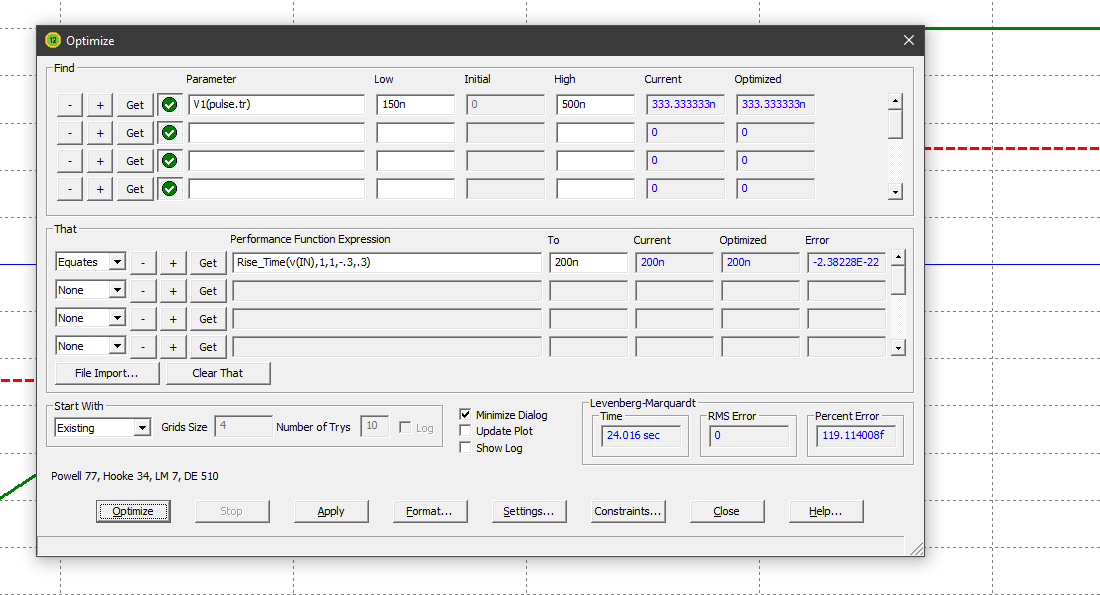 12 Optimize
Find
Parameter Low Initial High Current Optimized
- + Get V1(pulse.tr) 150n 0 500n 333.333333n 333.333333n
- + Get 0 0
- + Get 0 0
- + Get 0 0
That
Performance Function Expression To Current Optimized Error
Equates - + Get Rise_Time(v(IN),1,1,-.3,.3) 200n 200n 200n -2.38228E-22
None - + Get
None - + Get
None - + Get
File Import... Clear That
Start With
Existing Grids Size 4 Number of Trys 10 Log
Minimize Dialog
Update Plot
Show Log
Levenberg-Marquardt
Time RMS Error Percent Error
24.016 sec 0 119.114008f
Powell 77, Hooke 34, LM 7, DE 510
Optimize Stop Apply Format... Settings... Constraints... Close Help...